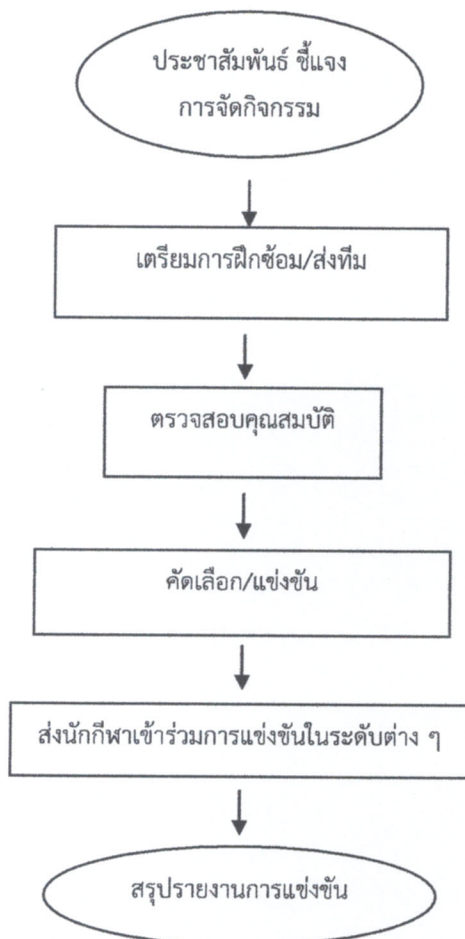 ประชาสัมพันธ์ ชี้แจง
การจัดกิจกรรม
เตรียมการฝึกซ้อม/ส่งทีม
ตรวจสอบคุณสมบัติ
คัดเลือก/แข่งขัน
ส่งนักกีฬาเข้าร่วมการแข่งขันในระดับต่าง ๆ
สรุปรายงานการแข่งขัน